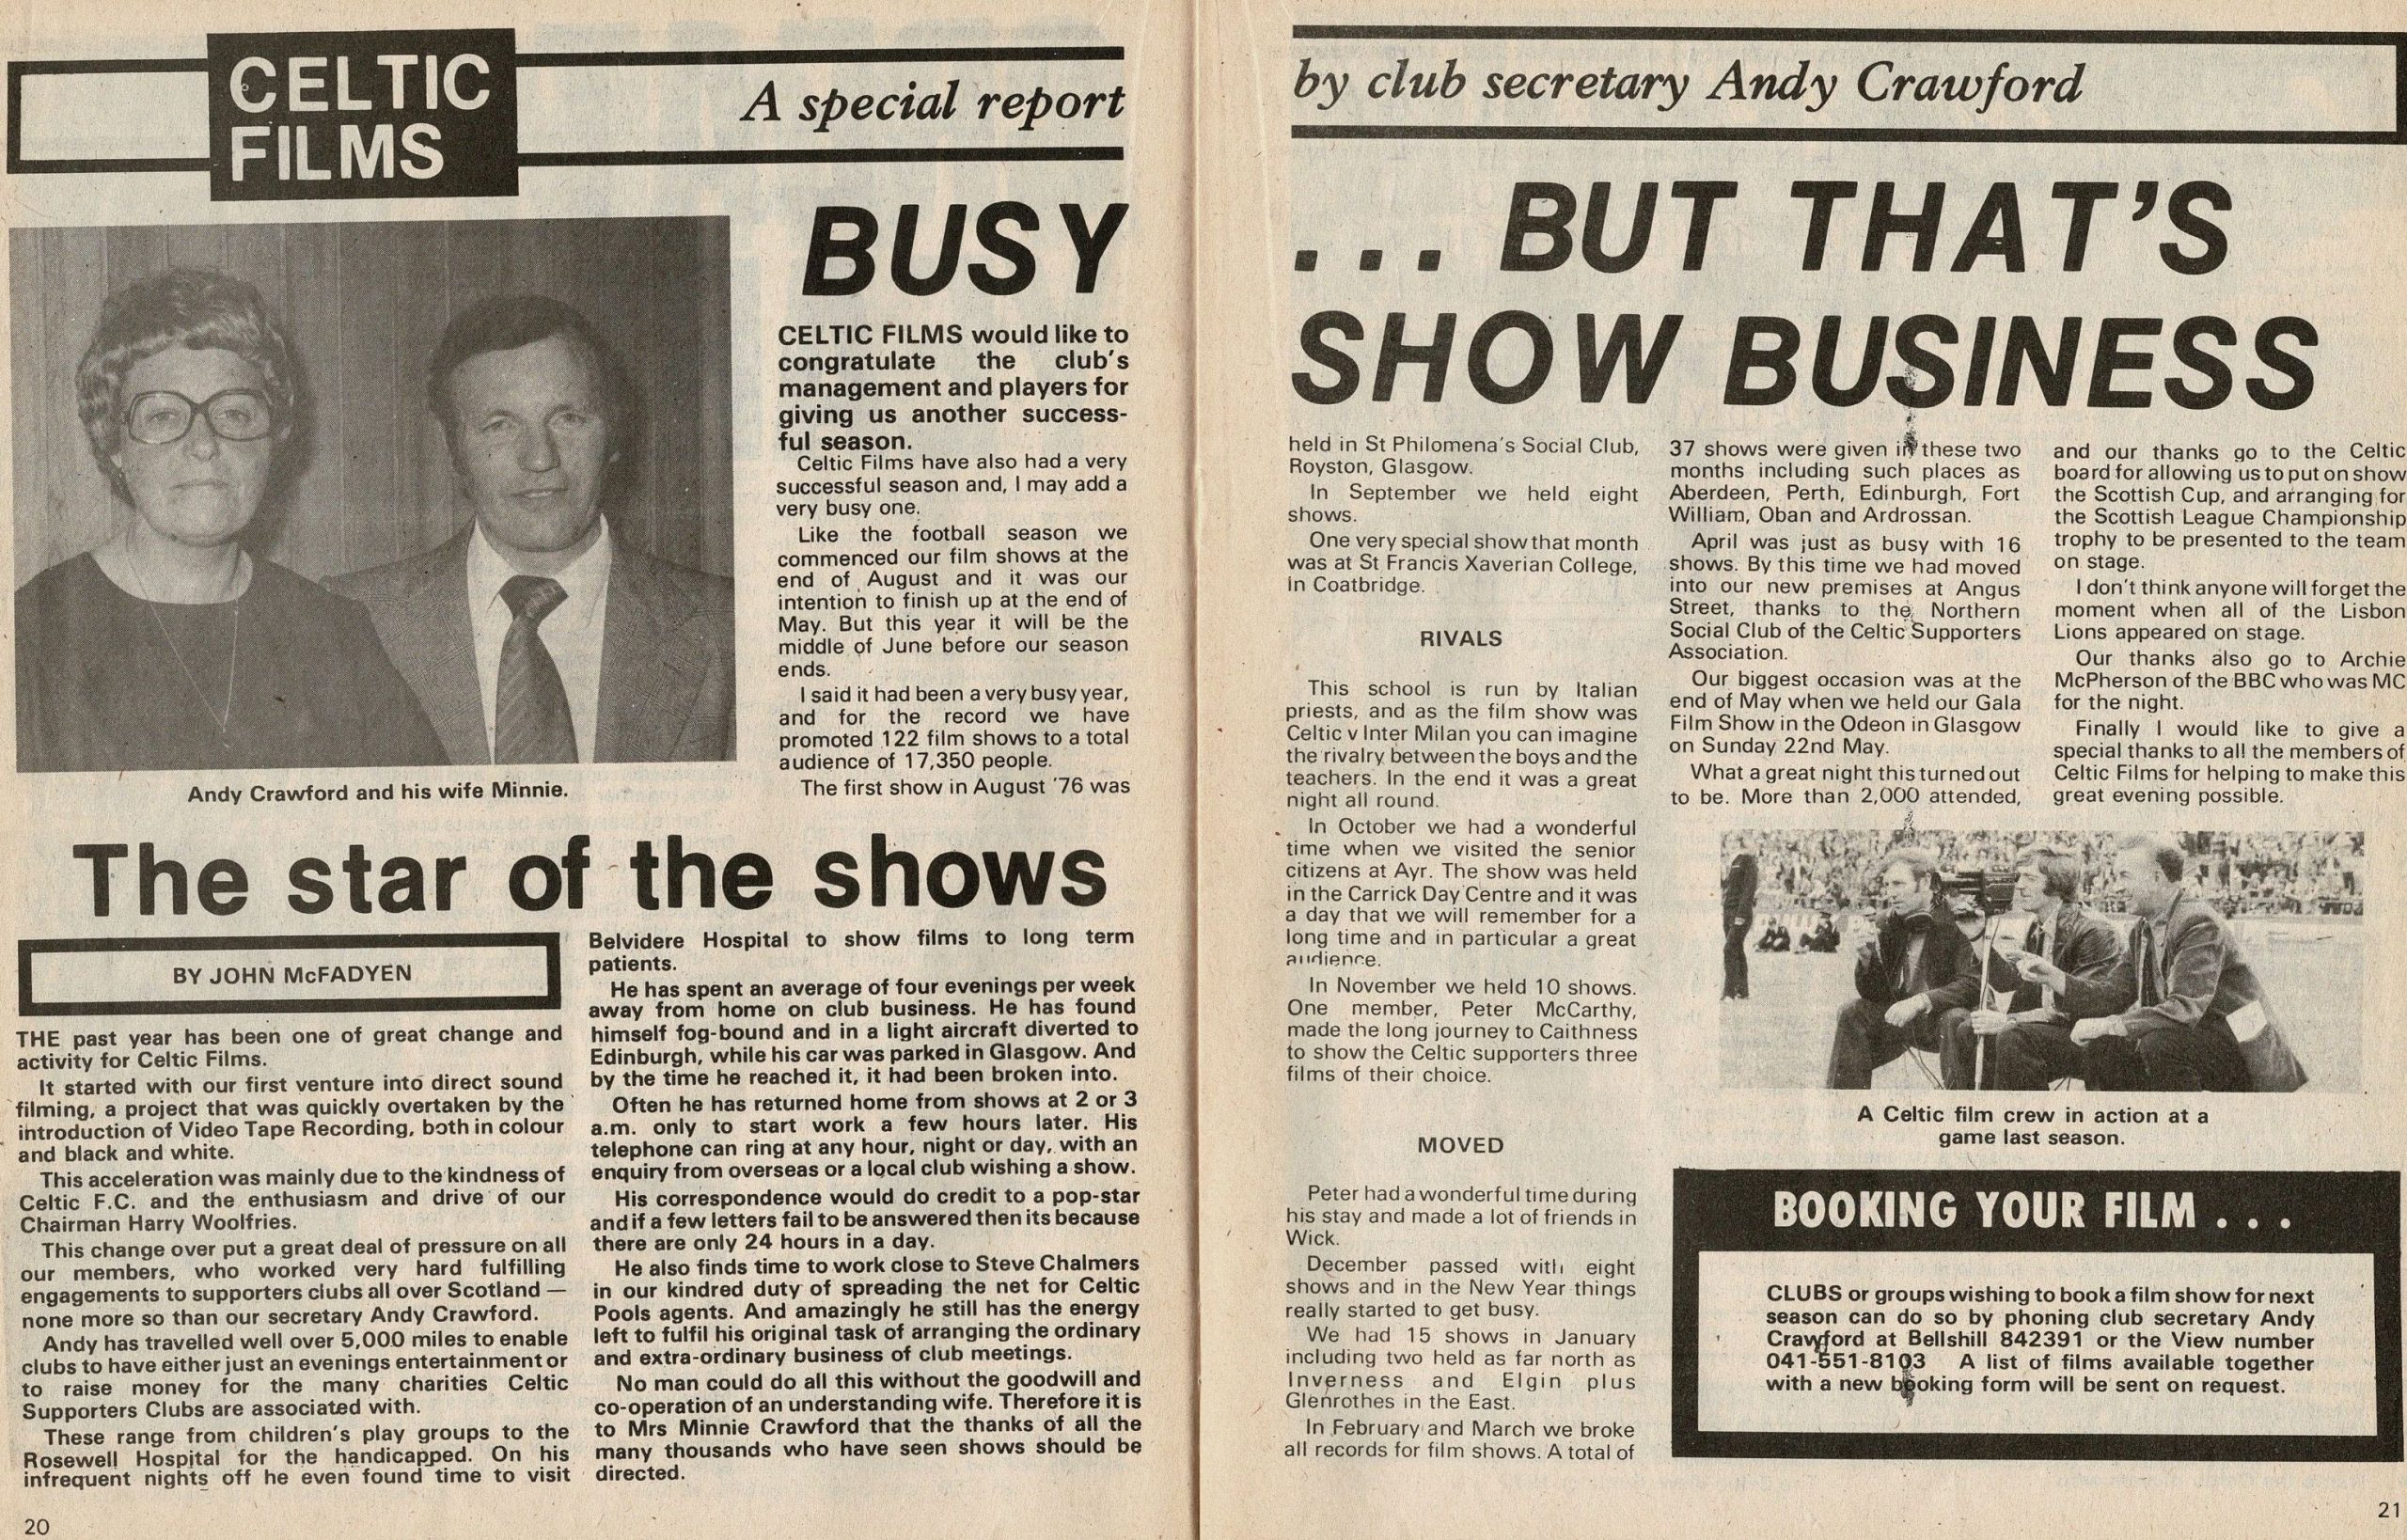 CELTIC
FILMS
A special report
by club secretary Andy Crawford
BUSY
... BUT THAT'S
SHOW BUSINESS
CELTIC FILMS would like to
congratulate the club's
management and players for
giving us another success-
ful season.
Celtic Films have also had a very
successful season and, I may add a
very busy one.
Like the football season we
commenced our film shows at the
end of August and it was our
intention to finish up at the end of
May. But this year it will be the
middle of June before our season
ends.
I said it had been a very busy year,
and for the record we have
promoted 122 film shows to a total
audience of 17,350 people.
The first show in August '76 was
Andy Crawford and his wife Minnie.
held in St Philomena's Social Club,
Royston, Glasgow.
In September we held eight
shows.
One very special show that month
was at St Francis Xaverian College,
in Coatbridge.
RIVALS
This school is run by Italian
priests, and as the film show was
Celtic v Inter Milan you can imagine
the rivalry between the boys and the
teachers. In the end it was a great
night all round.
In October we had a wonderful
time when we visited the senior
citizens at Ayr. The show was held
in the Carrick Day Centre and it was
a day that we will remember for a
long time and in particular a great
audience.
In November we held 10 shows.
One member, Peter McCarthy,
made the long journey to Caithness
to show the Celtic supporters three
films of their choice.
MOVED
Peter had a wonderful time during
his stay and made a lot of friends in
Wick.
December passed with eight
shows and in the New Year things
really started to get busy.
We had 15 shows in January
including two held as far north as
Inverness and Elgin plus
Glenrothes in the East.
In February and March we broke
all records for film shows. A total of
37 shows were given in these two
months including such places as
Aberdeen, Perth, Edinburgh, Fort
William, Oban and Ardrossan.
April was just as busy with 16
shows. By this time we had moved
into our new premises at Angus
Street, thanks to the Northern
Social Club of the Celtic Supporters
Association.
Our biggest occasion was at the
end of May when we held our Gala
Film Show in the Odeon in Glasgow
on Sunday 22nd May.
What a great night this turned out
to be. More than 2,000 attended,
and our thanks go to the Celtic
board for allowing us to put on show
the Scottish Cup, and arranging for
the Scottish League Championship
trophy to be presented to the team
on stage.
I don't think anyone will forget the
moment when all of the Lisbon
Lions appeared on stage.
Our thanks also go to Archie
McPherson of the BBC who was MC
for the night.
Finally I would like to give a
special thanks to all the members of
Celtic Films for helping to make this
great evening possible.
A Celtic film crew in action at a
game last season.
BOOKING YOUR FILM ...
CLUBS or groups wishing to book a film show for next
season can do so by phoning club secretary Andy
Crawford at Bellshill 842391 or the View number
041-551-8103 A list of films available together
with a new booking form will be sent on request.
The star of the shows
BY JOHN McFADYEN
THE past year has been one of great change and
activity for Celtic Films.
It started with our first venture into direct sound
filming, a project that was quickly overtaken by the
introduction of Video Tape Recording, both in colour
and black and white.
This acceleration was mainly due to the kindness of
Celtic F.C. and the enthusiasm and drive of our
Chairman Harry Woolfries.
This change over put a great deal of pressure on all
our members, who worked very hard fulfilling
engagements to supporters clubs all over Scotland —
none more so than our secretary Andy Crawford.
Andy has travelled well over 5,000 miles to enable
clubs to have either just an evenings entertainment or
to raise money for the many charities Celtic
Supporters Clubs are associated with.
These range from children's play groups to the
Rosewell Hospital for the handicapped. On his
infrequent nights off he even found time to visit
Belvidere Hospital to show films to long term
patients.
He has spent an average of four evenings per week
away from home on club business. He has found
himself fog-bound and in a light aircraft diverted to
Edinburgh, while his car was parked in Glasgow. And
by the time he reached it, it had been broken into.
Often he has returned home from shows at 2 or 3
a.m. only to start work a few hours later. His
telephone can ring at any hour, night or day, with an
enquiry from overseas or a local club wishing a show.
His correspondence would do credit to a pop-star
and if a few letters fail to be answered then its because
there are only 24 hours in a day.
He also finds time to work close to Steve Chalmers
in our kindred duty of spreading the net for Celtic
Pools agents. And amazingly he still has the energy
left to fulfil his original task of arranging the ordinary
and extra-ordinary business of club meetings.
No man could do all this without the goodwill and
co-operation of an understanding wife. Therefore it is
to Mrs Minnie Crawford that the thanks of all the
many thousands who have seen shows should be
directed.
20
21